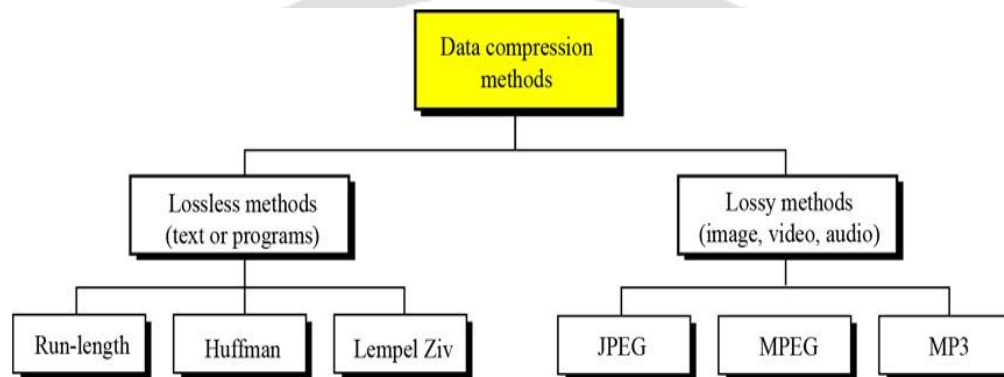 Data compression
methods
Lossless methods
(text or programs)
Lossy methods
(image, video, audio)
Run-length
Huffman
Lempel Ziv
JPEG
MPEG
MP3